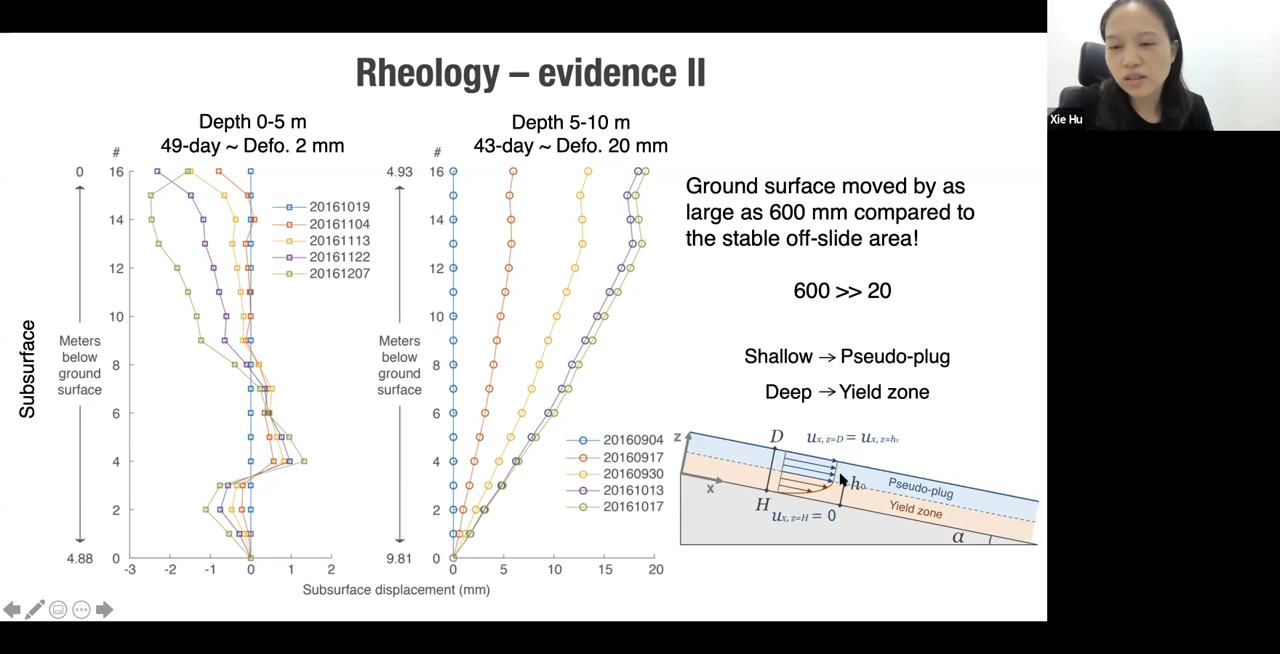 Rheology – evidence II
Depth 0-5 m
49-day ~ Defo. 2 mm
Depth 5-10 m
43-day ~ Defo. 20 mm
Subsurface
0
Meters
below
ground
surface
4.88
#
16
14
12
10
8
6
4
2
0
-3 -2 -1 0 1 2
20161019
20161104
20161113
20161122
20161207
4.93
Meters
below
ground
surface
9.81
#
16
14
12
10
8
6
4
2
0
0 5 10 15 20
20160904
20160917
20160930
20161013
20161017
Subsurface displacement (mm)
Ground surface moved by as
large as 600 mm compared to
the stable off-slide area!
600 >> 20
Shallow → Pseudo-plug
Deep → Yield zone
z
x
D
uₓ, z=D = uₓ, z=h₀
h₀
H
uₓ, z=H = 0
Pseudo-plug
Yield zone
α
Xie Hu